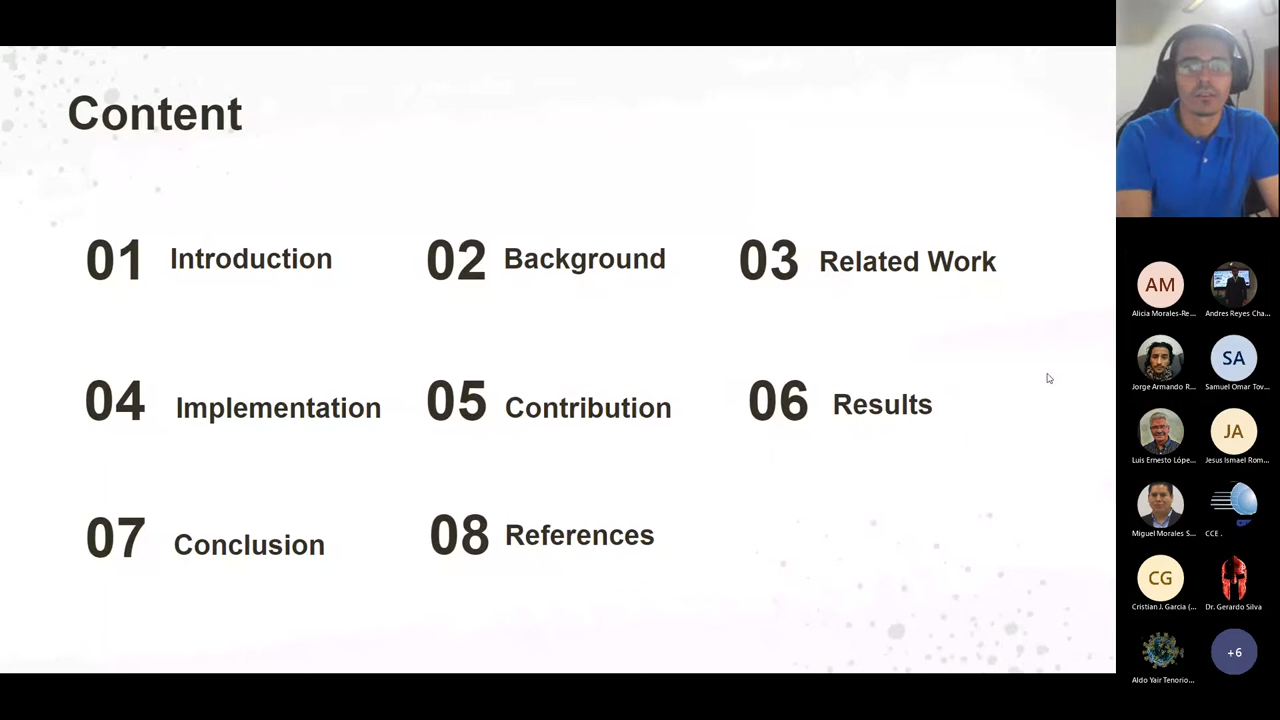 Content
01 Introduction
02 Background
03 Related Work
04 Implementation
05 Contribution
06 Results
07 Conclusion
08 References
AM
Alicia Morales-Re...
Andres Reyes Cha...
Jorge Armando R...
SA
Samuel Omar Tov...
Luis Ernesto Lópe...
JA
Jesus Ismael Rom...
Miguel Morales S...
CCE .
CG
Cristian J. Garcia (...
Dr. Gerardo Silva
Aldo Yair Tenorio...
+6